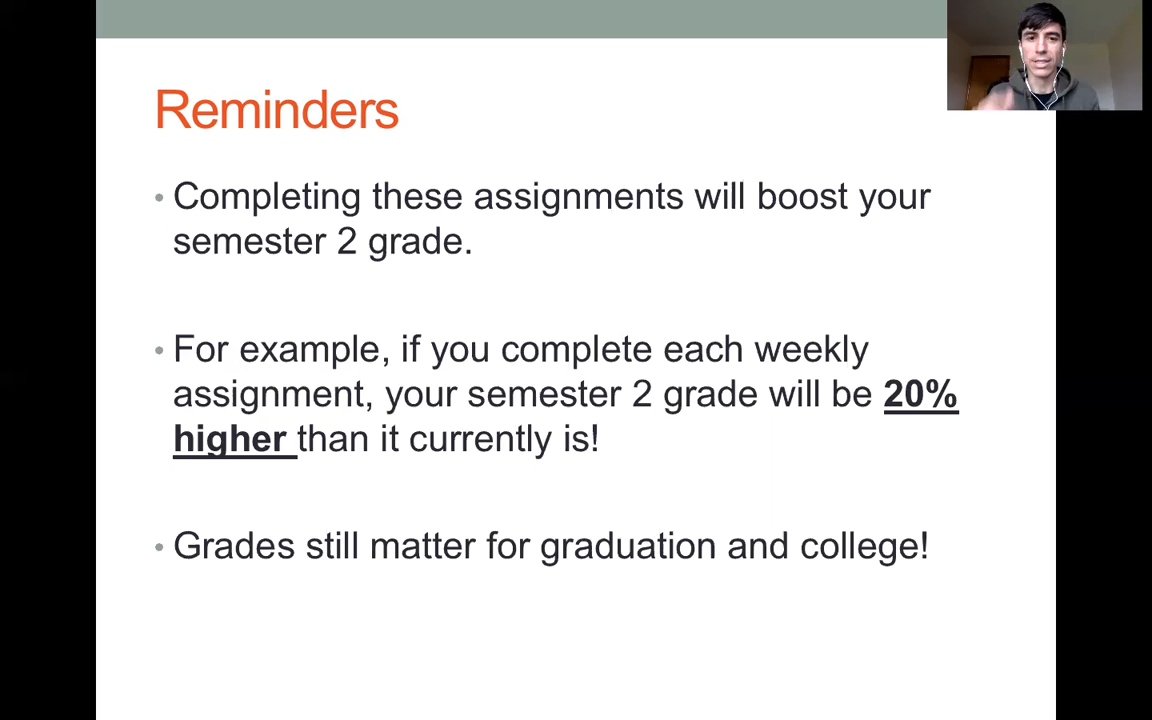 Reminders
• Completing these assignments will boost your
semester 2 grade.
• For example, if you complete each weekly
assignment, your semester 2 grade will be 20%
higher than it currently is!
• Grades still matter for graduation and college!